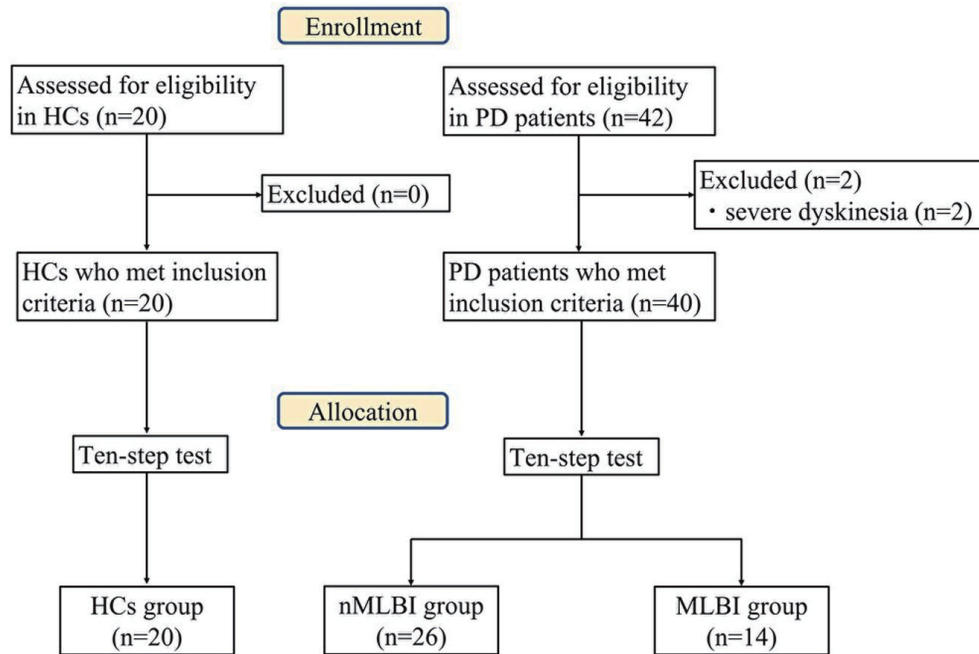 Enrollment
Assessed for eligibility
in HCs (n=20)
Assessed for eligibility
in PD patients (n=42)
Excluded (n=0)
Excluded (n=2)
・severe dyskinesia (n=2)
HCs who met inclusion
criteria (n=20)
PD patients who met
inclusion criteria (n=40)
Allocation
Ten-step test
Ten-step test
HCs group
(n=20)
nMLBI group
(n=26)
MLBI group
(n=14)